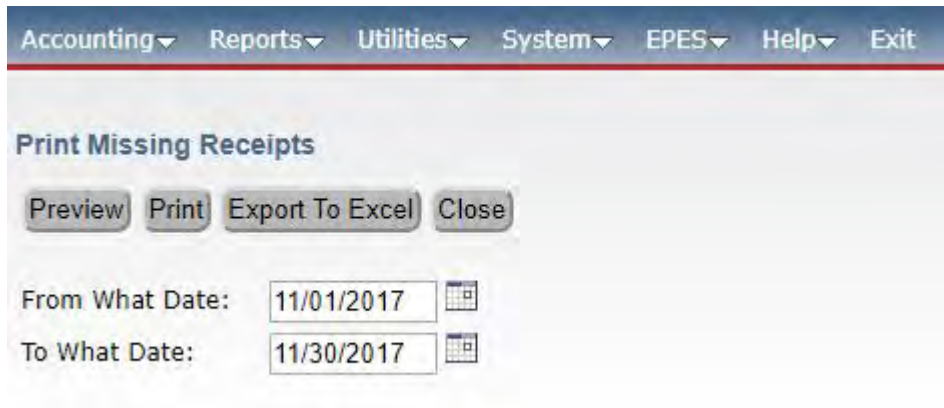 Accounting Reports Utilities System EPES Help Exit
Print Missing Receipts
Preview Print Export To Excel Close
From What Date: 11/01/2017
To What Date: 11/30/2017